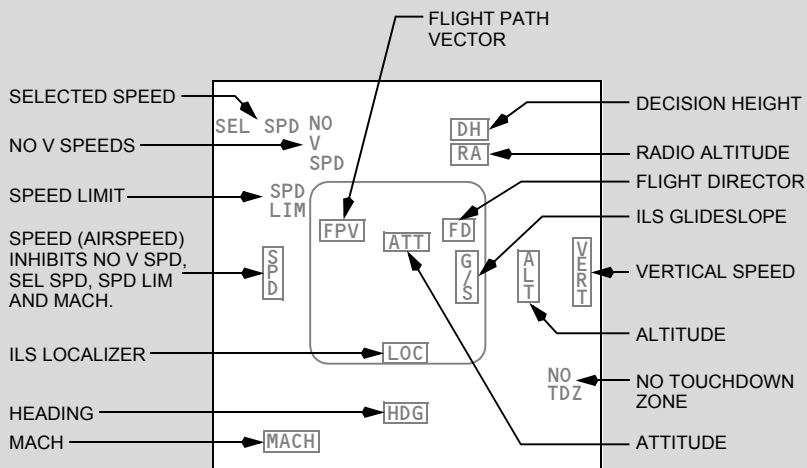 FLIGHT PATH
VECTOR
SELECTED SPEED
NO V SPEEDS
SPEED LIMIT
SPEED (AIRSPEED)
INHIBITS NO V SPD,
SEL SPD, SPD LIM
AND MACH.
ILS LOCALIZER
HEADING
MACH
SEL SPD
NO
V
SPD
SPD
LIM
SPD
FPV
ATT
FD
G/S
DH
RA
ALT
VERT
LOC
HDG
MACH
NO
TDZ
DECISION HEIGHT
RADIO ALTITUDE
FLIGHT DIRECTOR
ILS GLIDESLOPE
VERTICAL SPEED
ALTITUDE
NO TOUCHDOWN
ZONE
ATTITUDE